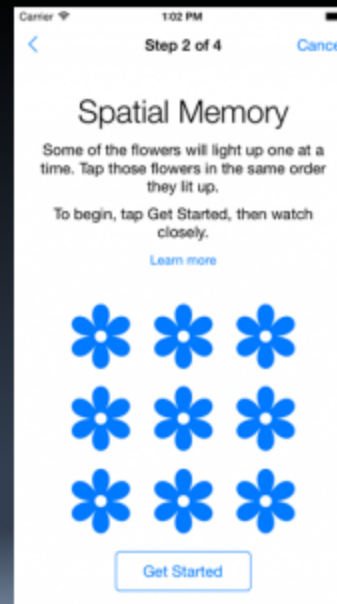 Carrier 1:02 PM
Step 2 of 4 Cance
Spatial Memory
Some of the flowers will light up one at a
time. Tap those flowers in the same order
they lit up.
To begin, tap Get Started, then watch
closely.
Learn more
Get Started